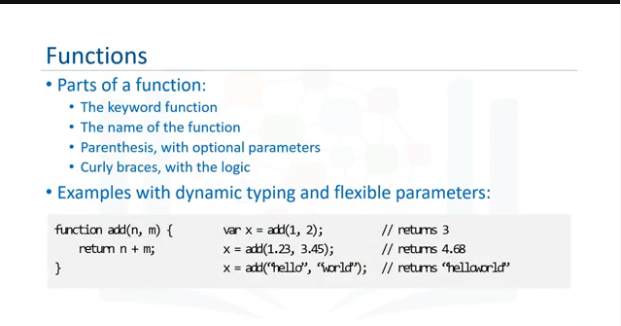 Functions
• Parts of a function:
• The keyword function
• The name of the function
• Parenthesis, with optional parameters
• Curly braces, with the logic
• Examples with dynamic typing and flexible parameters:
function add(n, m) { var x = add(1, 2); // returns 3
return n + m; x = add(1.23, 3.45); // returns 4.68
} x = add("hello", "world"); // returns "helloworld"